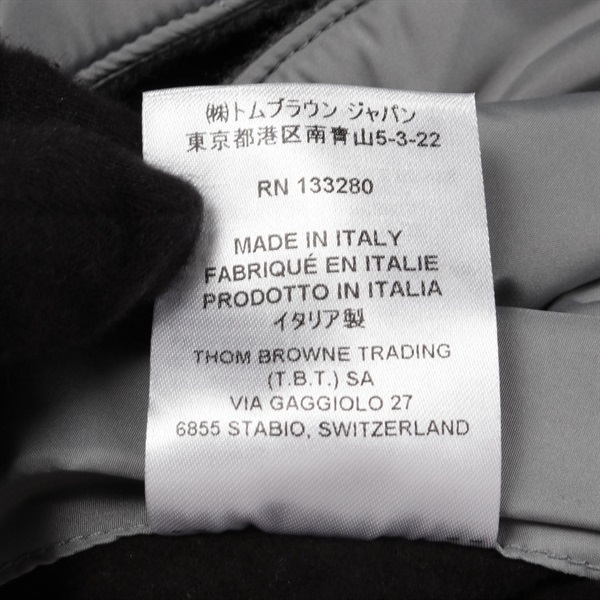 ㈱トムブラウン ジャパン
東京都港区南青山5-3-22
RN 133280
MADE IN ITALY
FABRIQUÉ EN ITALIE
PRODOTTO IN ITALIA
イタリア製
THOM BROWNE TRADING
(T.B.T.) SA
VIA GAGGIOLO 27
6855 STABIO, SWITZERLAND